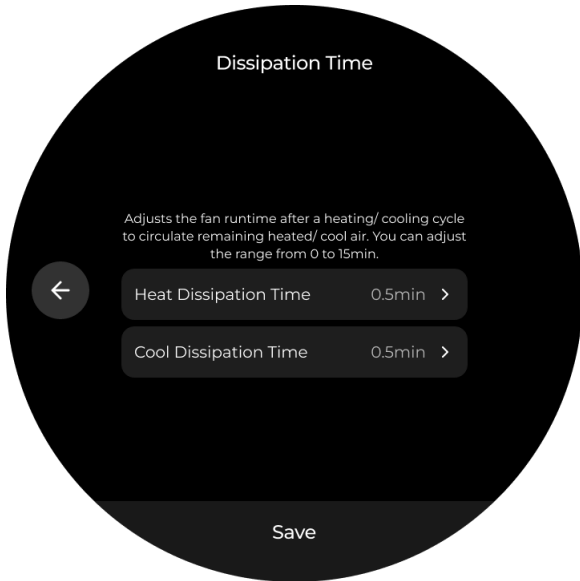 Dissipation Time
Adjusts the fan runtime after a heating/ cooling cycle
to circulate remaining heated/ cool air. You can adjust
the range from 0 to 15min.
Heat Dissipation Time 0.5min
Cool Dissipation Time 0.5min
Save